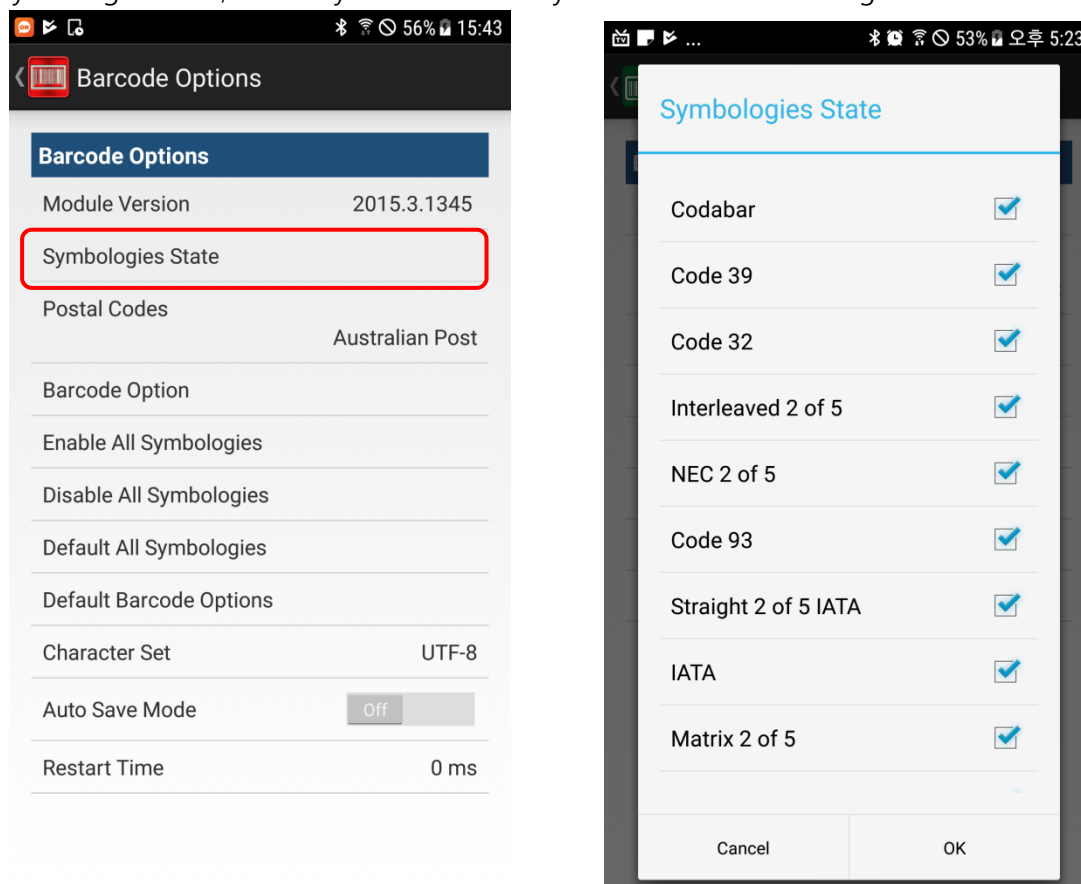 56% 15:43
Barcode Options
Barcode Options
Module Version 2015.3.1345
Symbologies State
Postal Codes
Australian Post
Barcode Option
Enable All Symbologies
Disable All Symbologies
Default All Symbologies
Default Barcode Options
Character Set UTF-8
Auto Save Mode Off
Restart Time 0 ms
... 53% 오후 5:23
Symbologies State
Codabar
Code 39
Code 32
Interleaved 2 of 5
NEC 2 of 5
Code 93
Straight 2 of 5 IATA
IATA
Matrix 2 of 5
Cancel OK